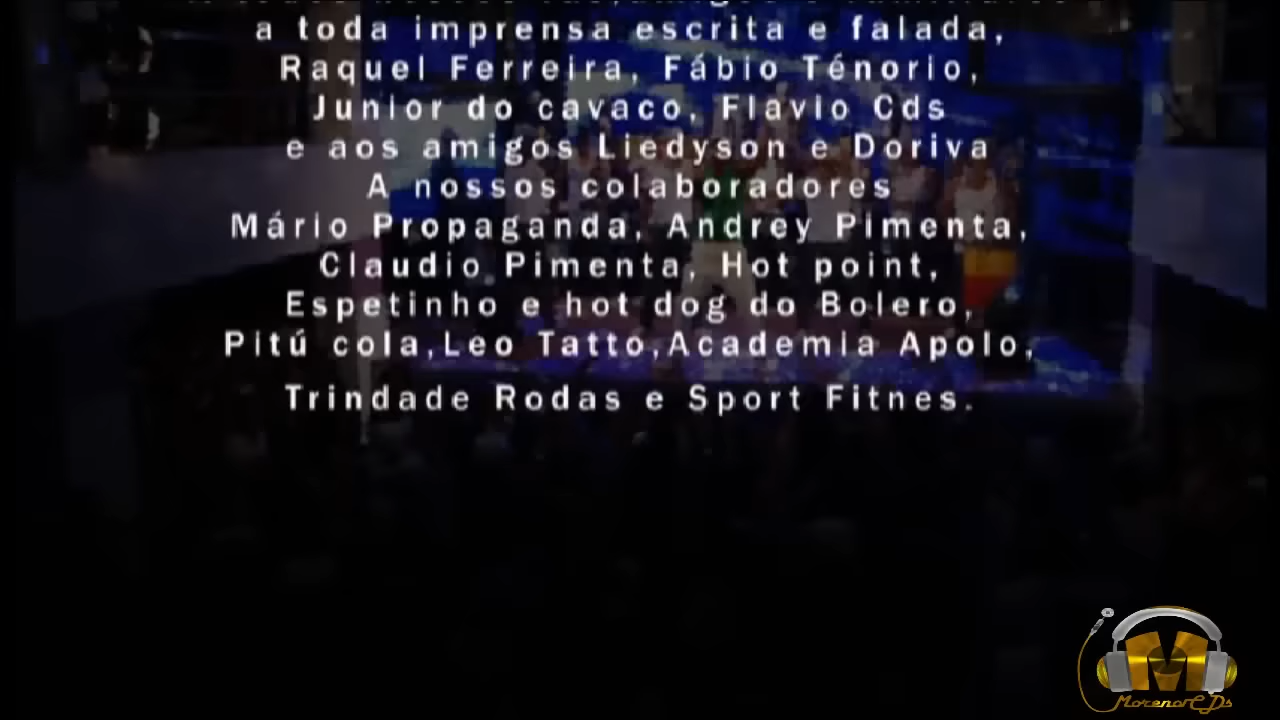 a toda imprensa escrita e falada,
Raquel Ferreira, Fábio Ténorio,
Junior do cavaco, Flavio Cds
e aos amigos Liedyson e Doriva
A nossos colaboradores
Mário Propaganda, Andrey Pimenta,
Claudio Pimenta, Hot point,
Espetinho e hot dog do Bolero,
Pitú cola,Leo Tatto,Academia Apolo,
Trindade Rodas e Sport Fitnes.
M
MorenorCDs